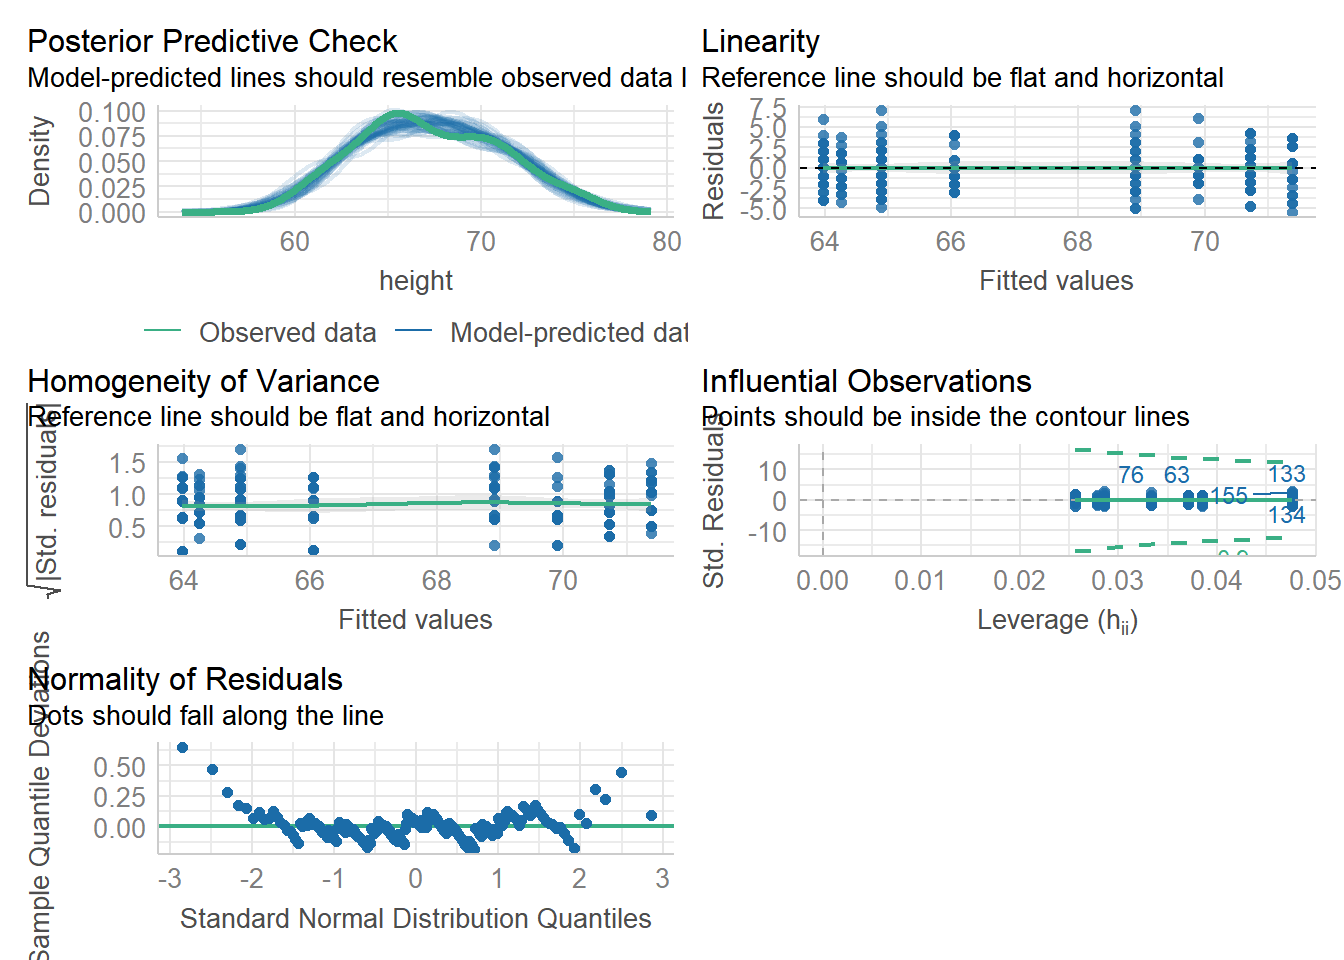 Posterior Predictive Check
Model-predicted lines should resemble observed data l
Density
0.100
0.075
0.050
0.025
0.000
60 70 80
height
Observed data Model-predicted dat
Linearity
Reference line should be flat and horizontal
Residuals
7.5
5.0
2.5
0.0
-2.5
-5.0
64 66 68 70
Fitted values
Homogeneity of Variance
Reference line should be flat and horizontal
√|Std. residuals|
1.5
1.0
0.5
64 66 68 70
Fitted values
Influential Observations
Points should be inside the contour lines
Std. Residuals
10
0
-10
76 63 133
155
134
0.00 0.01 0.02 0.03 0.04 0.05
Leverage (hii)
Normality of Residuals
Dots should fall along the line
Sample Quantile Deviations
0.50
0.25
0.00
-3 -2 -1 0 1 2 3
Standard Normal Distribution Quantiles